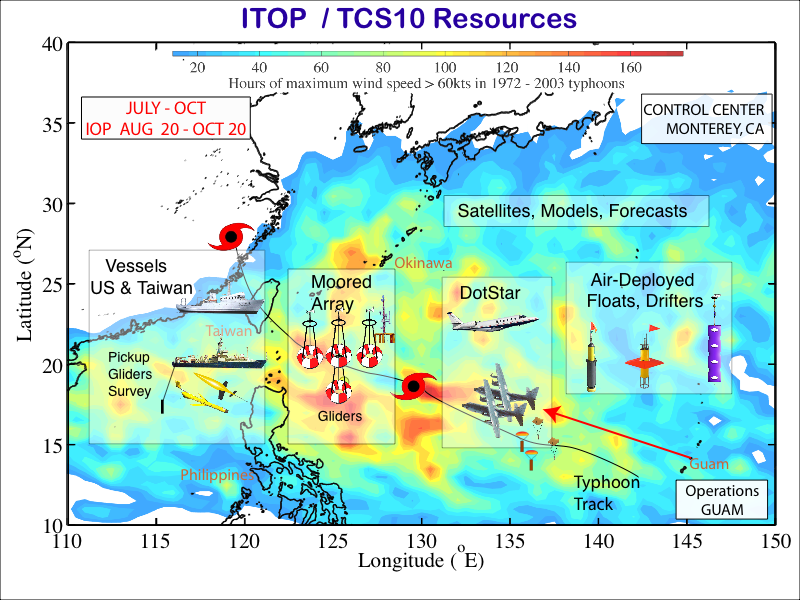 ITOP / TCS10 Resources
20 40 60 80 100 120 140 160
Hours of maximum wind speed > 60kts in 1972 - 2003 typhoons
JULY - OCT
IOP AUG 20 - OCT 20
CONTROL CENTER
MONTEREY, CA
Satellites, Models, Forecasts
Okinawa
Vessels
US & Taiwan
Moored
Array
DotStar
Air-Deployed
Floats, Drifters
Taiwan
Pickup
Gliders
Survey
Gliders
Philippines
Guam
Typhoon
Track
Operations
GUAM
40
35
30
25
20
15
10
Latitude (°N)
110 115 120 125 130 135 140 145 150
Longitude (°E)